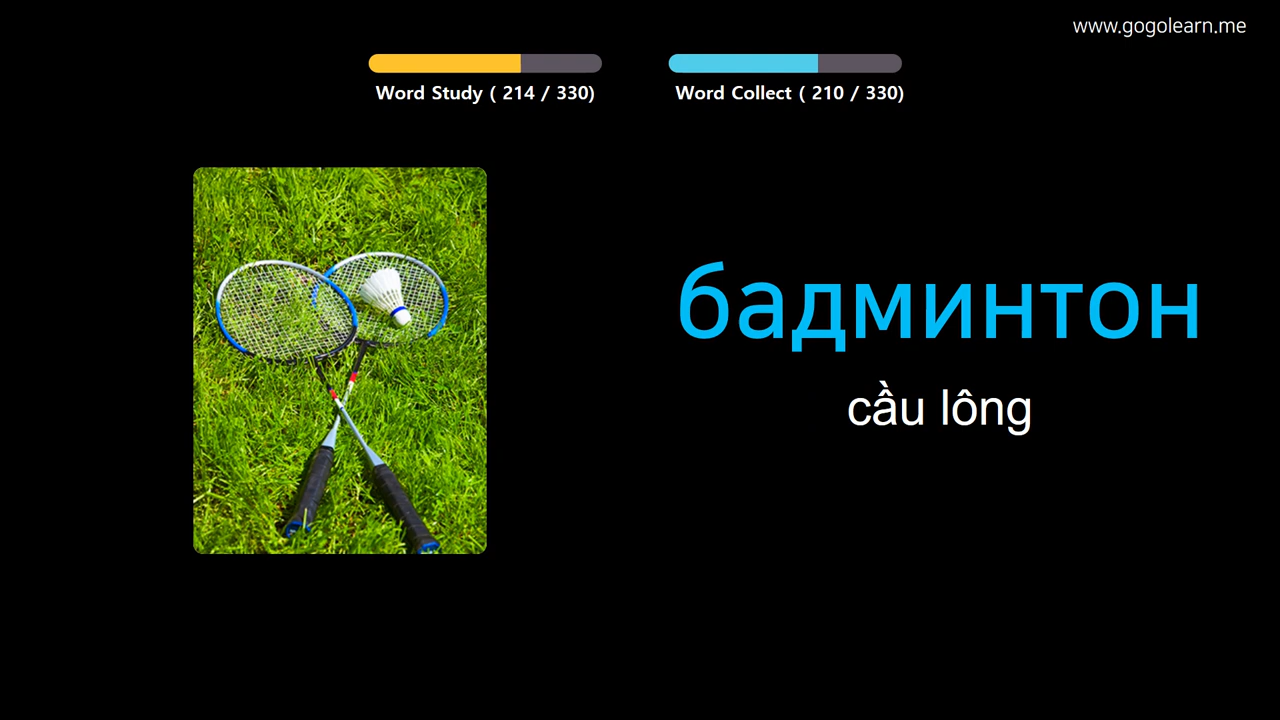 www.gogolearn.me
Word Study ( 214 / 330)
Word Collect ( 210 / 330)
бадминтон
cầu lông